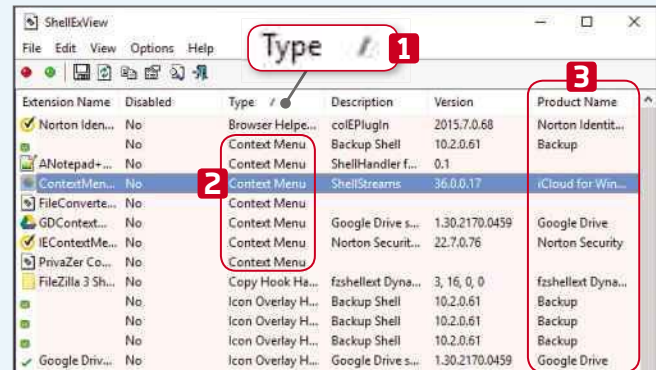 ShellExView
File Edit View Options Help
Type 1
3
Extension Name Disabled Type Description Version Product Name
Norton Iden... No Browser Helpe... coIEPlugin 2015.7.0.68 Norton Identit...
No Context Menu Backup Shell 10.2.0.61 Backup
ANotepad+... No Context Menu ShellHandler f... 0.1
2
ContextMen... No Context Menu ShellStreams 36.0.0.17 iCloud for Win...
FileConverte... No Context Menu
GDContext... No Context Menu Google Drive s... 1.30.2170.0459 Google Drive
IEContextMe... No Context Menu Norton Securit... 22.7.0.76 Norton Security
PrivaZer Co... No Context Menu
FileZilla 3 Sh... No Copy Hook Ha... fzshellext Dyna... 3, 16, 0, 0 fzshellext Dyna...
No Icon Overlay H... Backup Shell 10.2.0.61 Backup
No Icon Overlay H... Backup Shell 10.2.0.61 Backup
No Icon Overlay H... Backup Shell 10.2.0.61 Backup
Google Driv... No Icon Overlay H... Google Drive s... 1.30.2170.0459 Google Drive